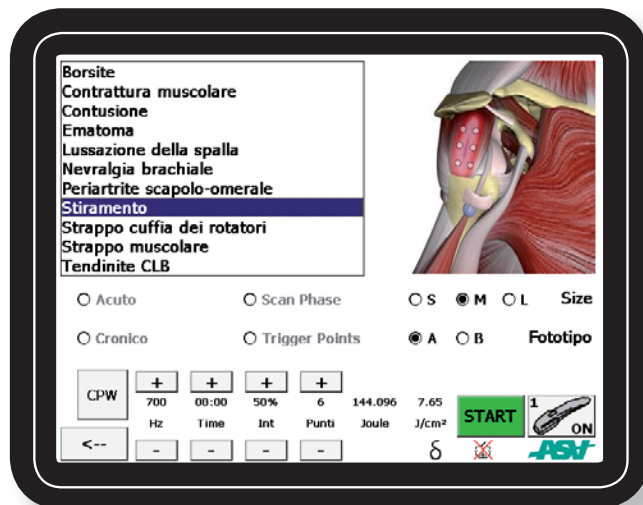 Borsite
Contrattura muscolare
Contusione
Ematoma
Lussazione della spalla
Nevralgia brachiale
Periartrite scapolo-omerale
Stiramento
Strappo cuffia dei rotatori
Strappo muscolare
Tendinite CLB
Acuto Scan Phase S M L Size
Cronico Trigger Points A B Fototipo
CPW + + + +
700 08:00 50% 6 144.096 7.65
Hz Time Int Punti Joule J/cm²
START 1 ON
<-- - - - - δ ASA